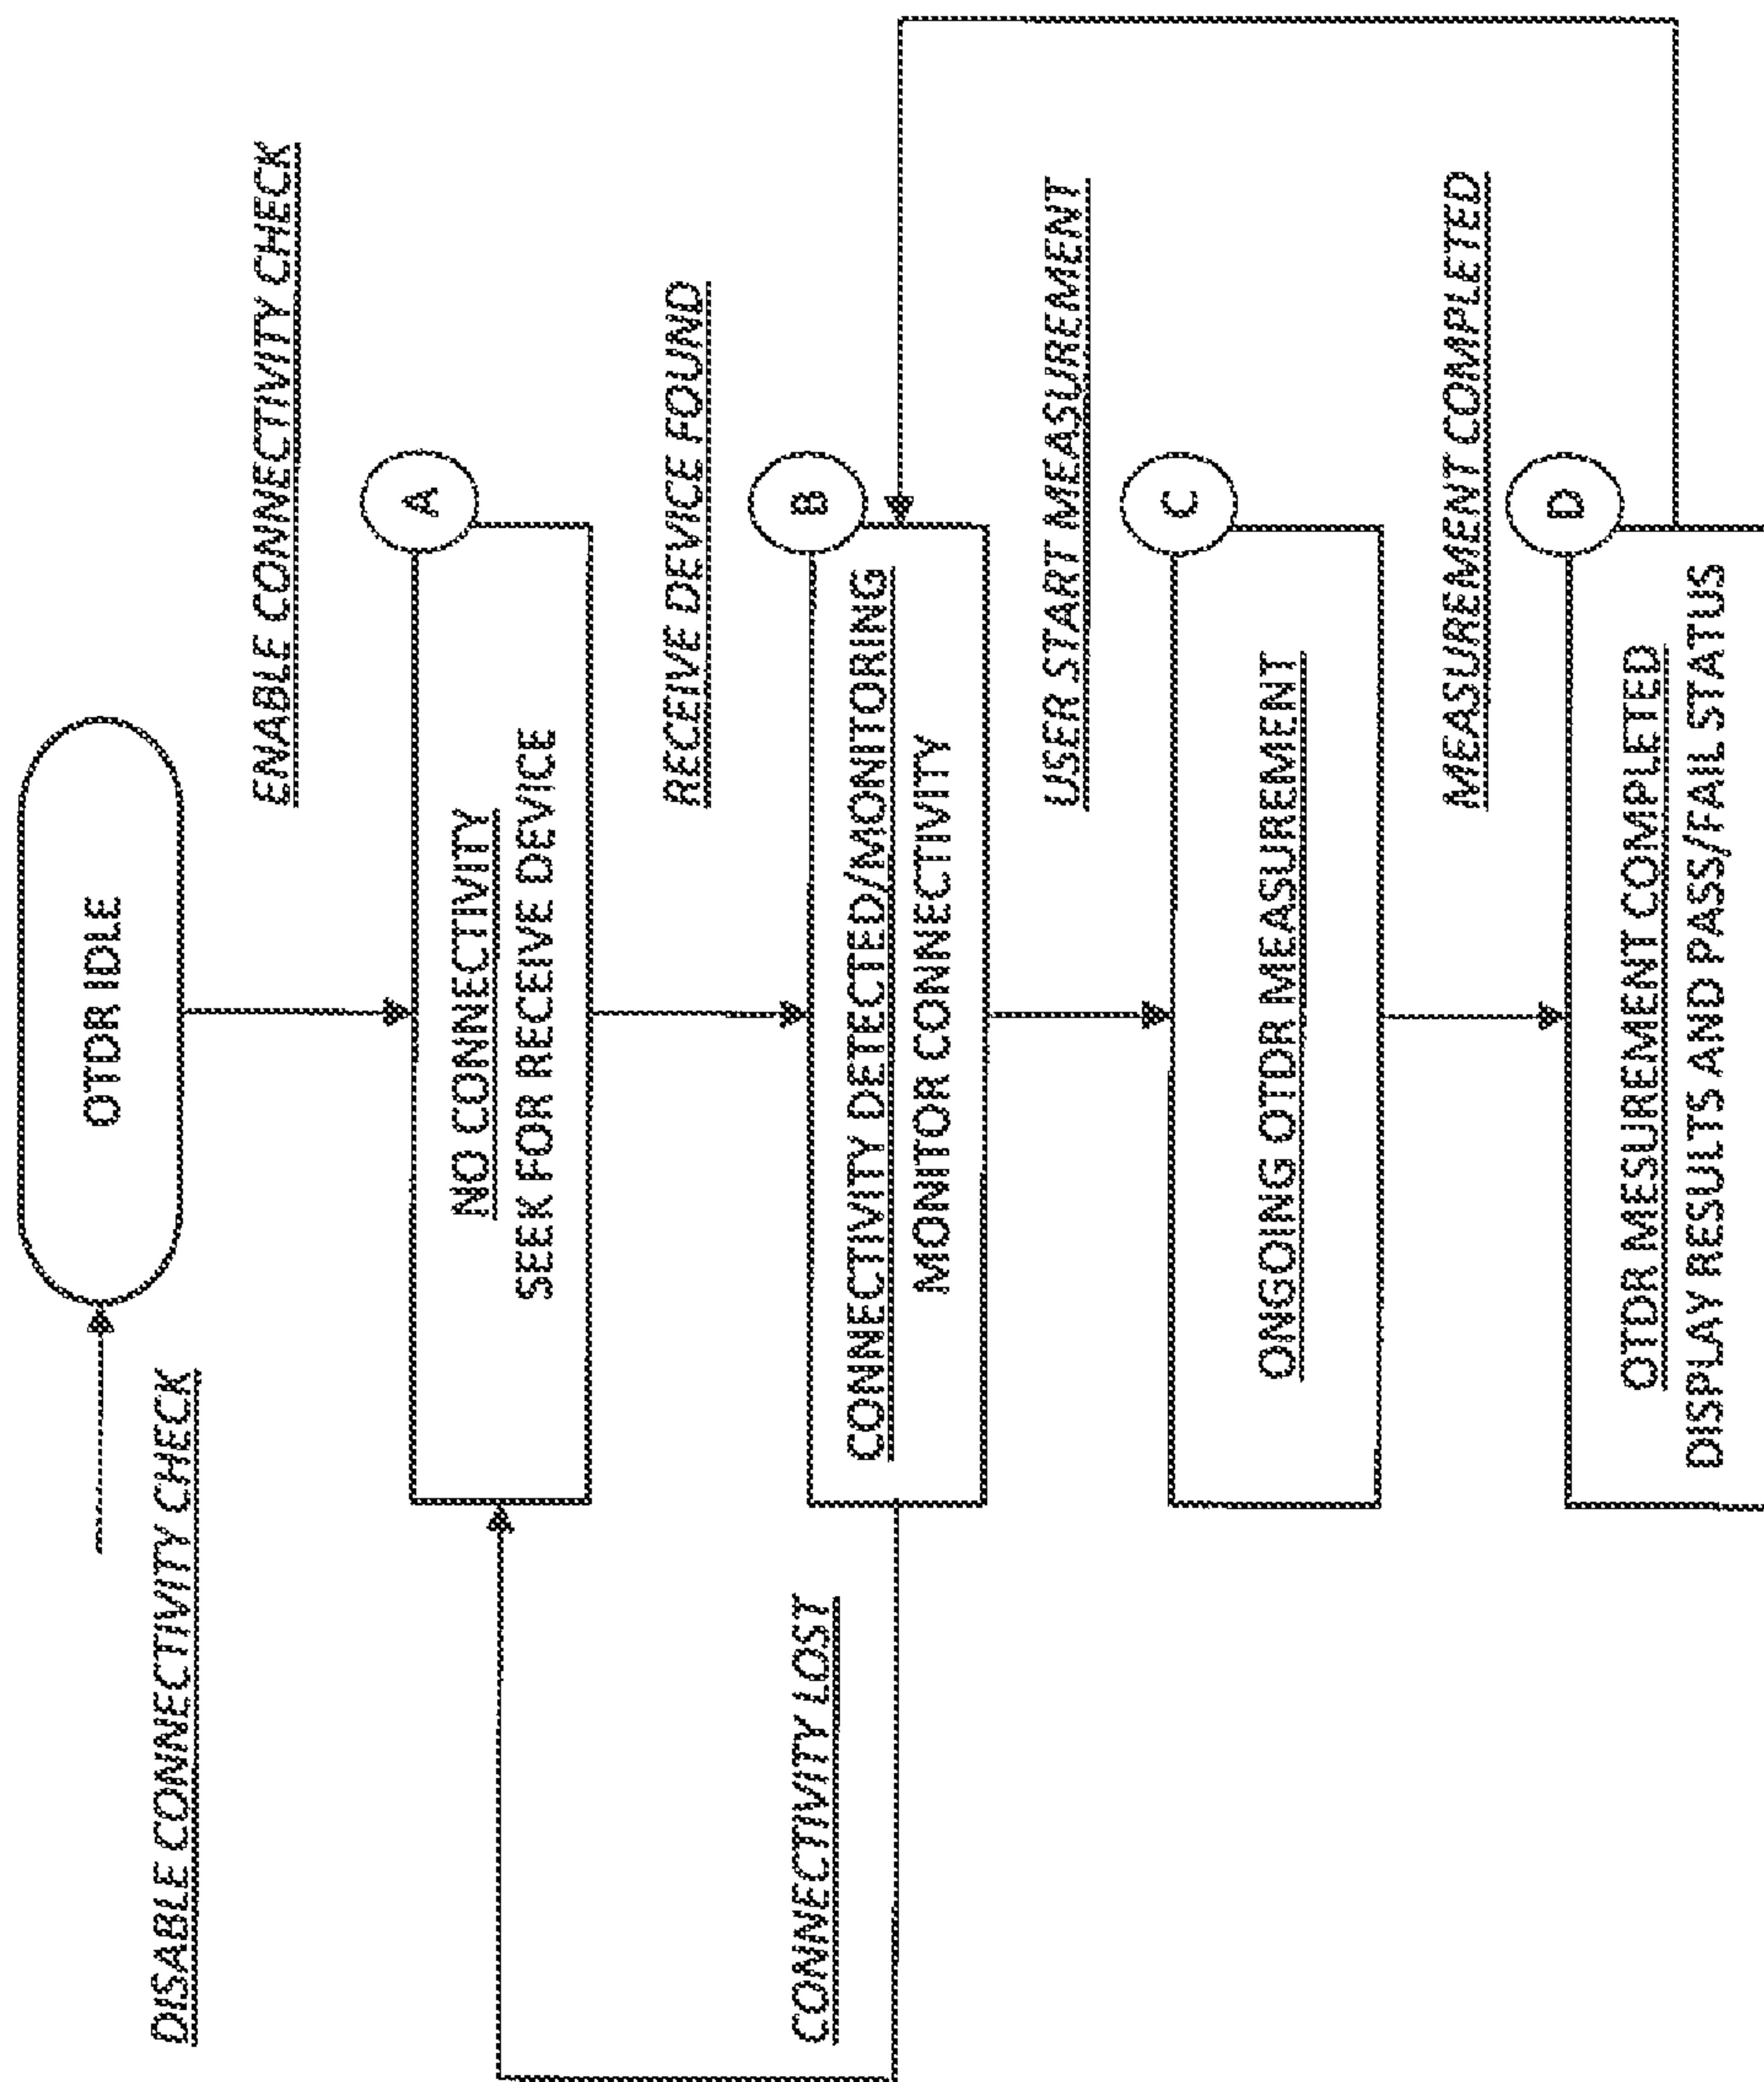 DISABLE CONNECTIVITY CHECK
OTDR IDLE
ENABLE CONNECTIVITY CHECK
A
NO CONNECTIVITY
SEEK FOR RECEIVE DEVICE
RECEIVE DEVICE FOUND
CONNECTIVITY LOST
B
CONNECTIVITY DETECTED/MONITORING
MONITOR CONNECTIVITY
USER START MEASUREMENT
C
ONGOING OTDR MEASUREMENT
MEASUREMENT COMPLETED
D
OTDR MESUREMENT COMPLETED
DISPLAY RESULTS AND PASS/FAIL STATUS